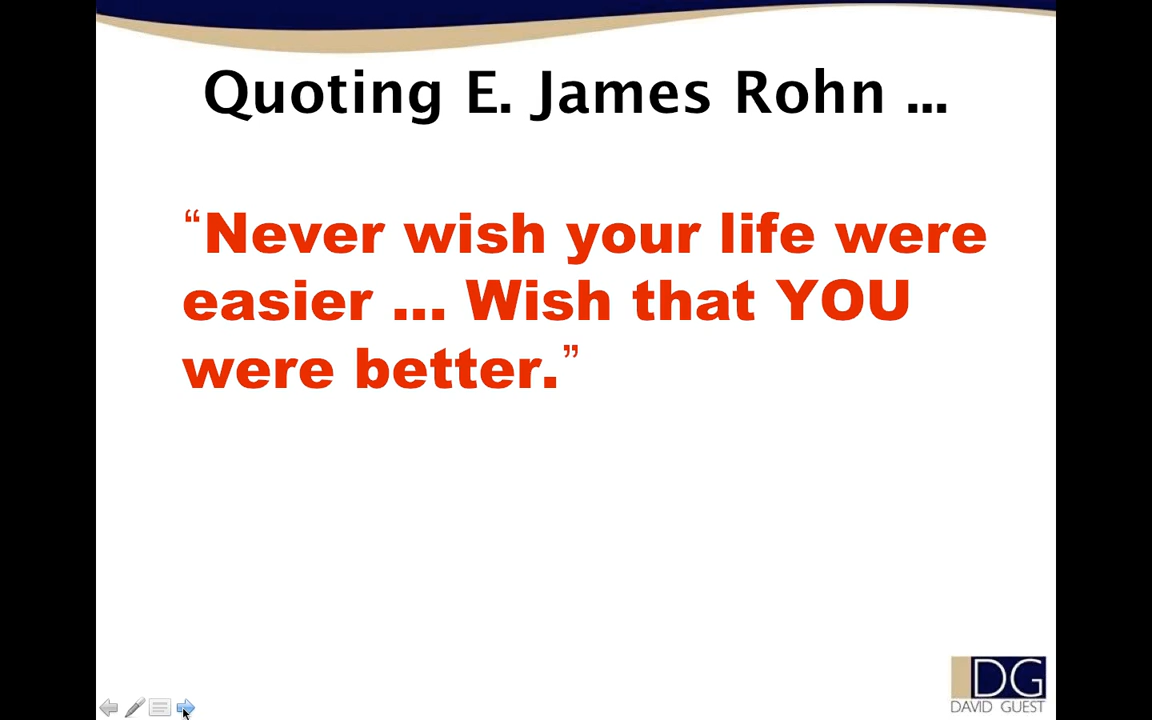 Quoting E. James Rohn ...
“Never wish your life were
easier ... Wish that YOU
were better.”
DG
DAVID GUEST